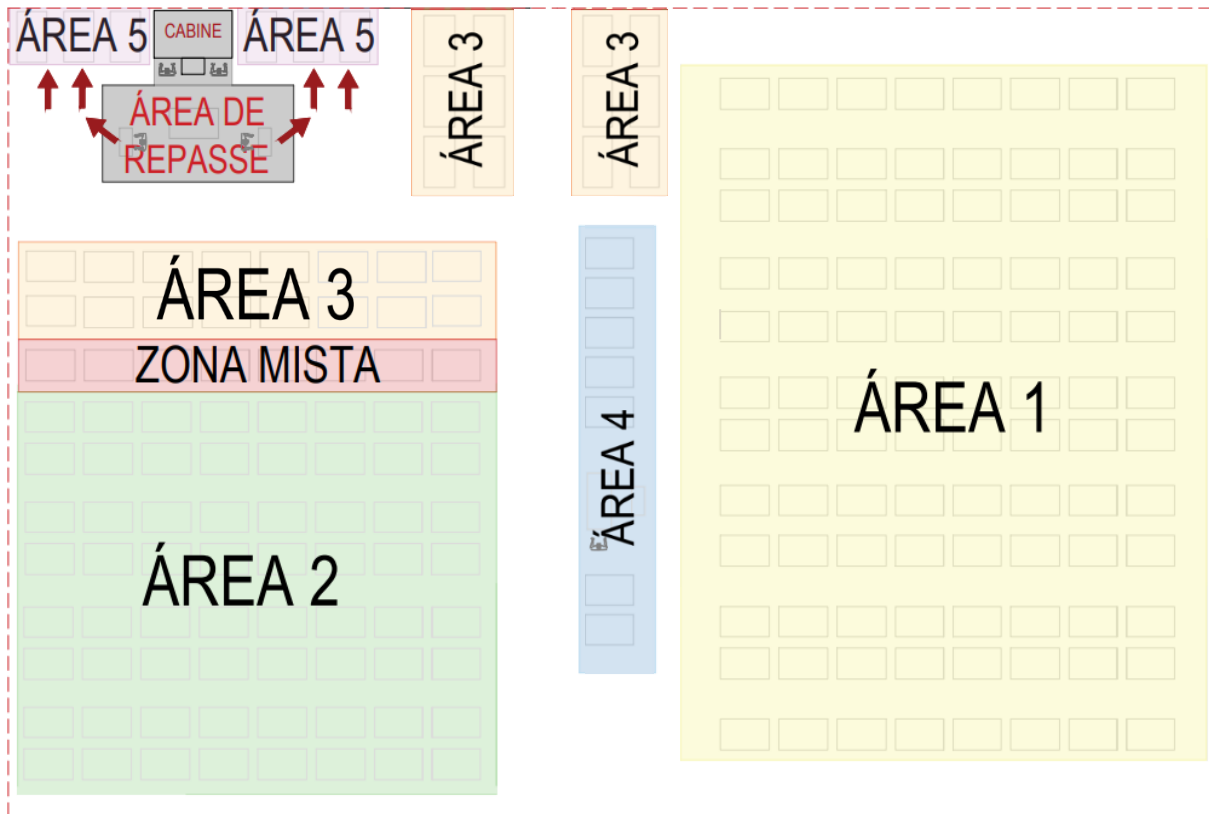 ÁREA 5
CABINE
ÁREA 5
ÁREA 3
ÁREA 3
ÁREA DE
REPASSE
ÁREA 3
ZONA MISTA
ÁREA 4
ÁREA 1
ÁREA 2